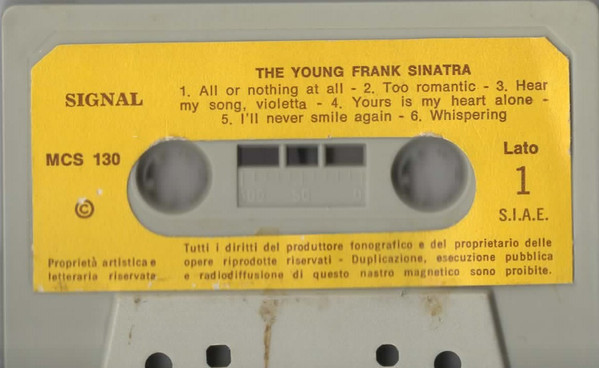 THE YOUNG FRANK SINATRA
SIGNAL
1. All or nothing at all - 2. Too romantic - 3. Hear
my song, violetta - 4. Yours is my heart alone -
5. I'll never smile again - 6. Whispering
MCS 130
Lato
1
S.I.A.E.
©
100 50 0
Proprietà artistica e
letteraria riservata
Tutti i diritti del produttore fonografico e del proprietario delle
opere riprodotte riservati - Duplicazione, esecuzione pubblica
e radiodiffusione di questo nastro magnetico sono proibite.